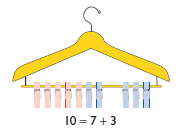 10 = 7 + 3